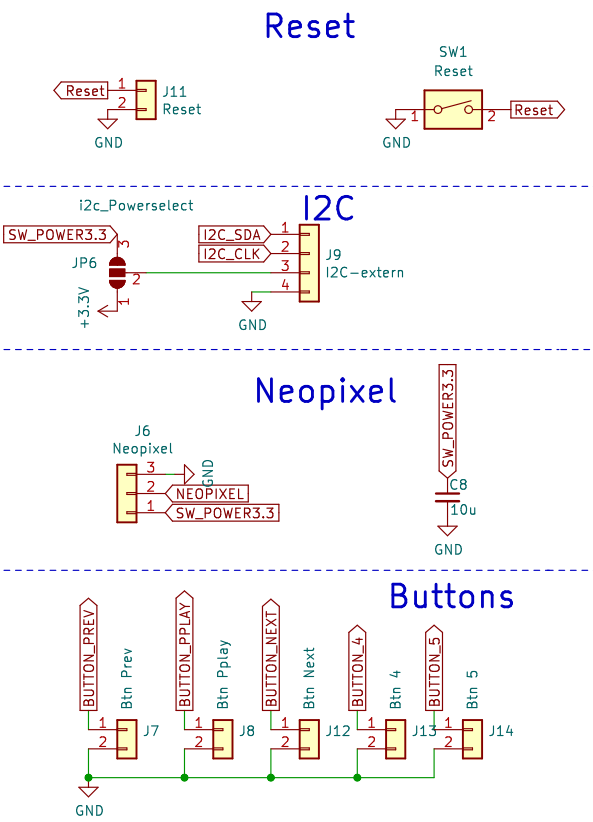 Reset
SW1
Reset
Reset 1 J11
2 Reset
GND
1 2 Reset
GND
i2c_Powerselect
I2C
SW_POWER3.3 3
JP6 2
1
+3.3V
I2C_SDA 1
I2C_CLK 2 J9
3 I2C-extern
4
GND
Neopixel
SW_POWER3.3
J6
Neopixel
3 GND
2 NEOPIXEL
1 SW_POWER3.3
C8
10u
GND
Buttons
BUTTON_PREV
Btn Prev
BUTTON_PPLAY
Btn Pplay
BUTTON_NEXT
Btn Next
BUTTON_4
Btn 4
BUTTON_5
Btn 5
1 J7 1 J8 1 J12 1 J13 1 J14
2 2 2 2 2
GND